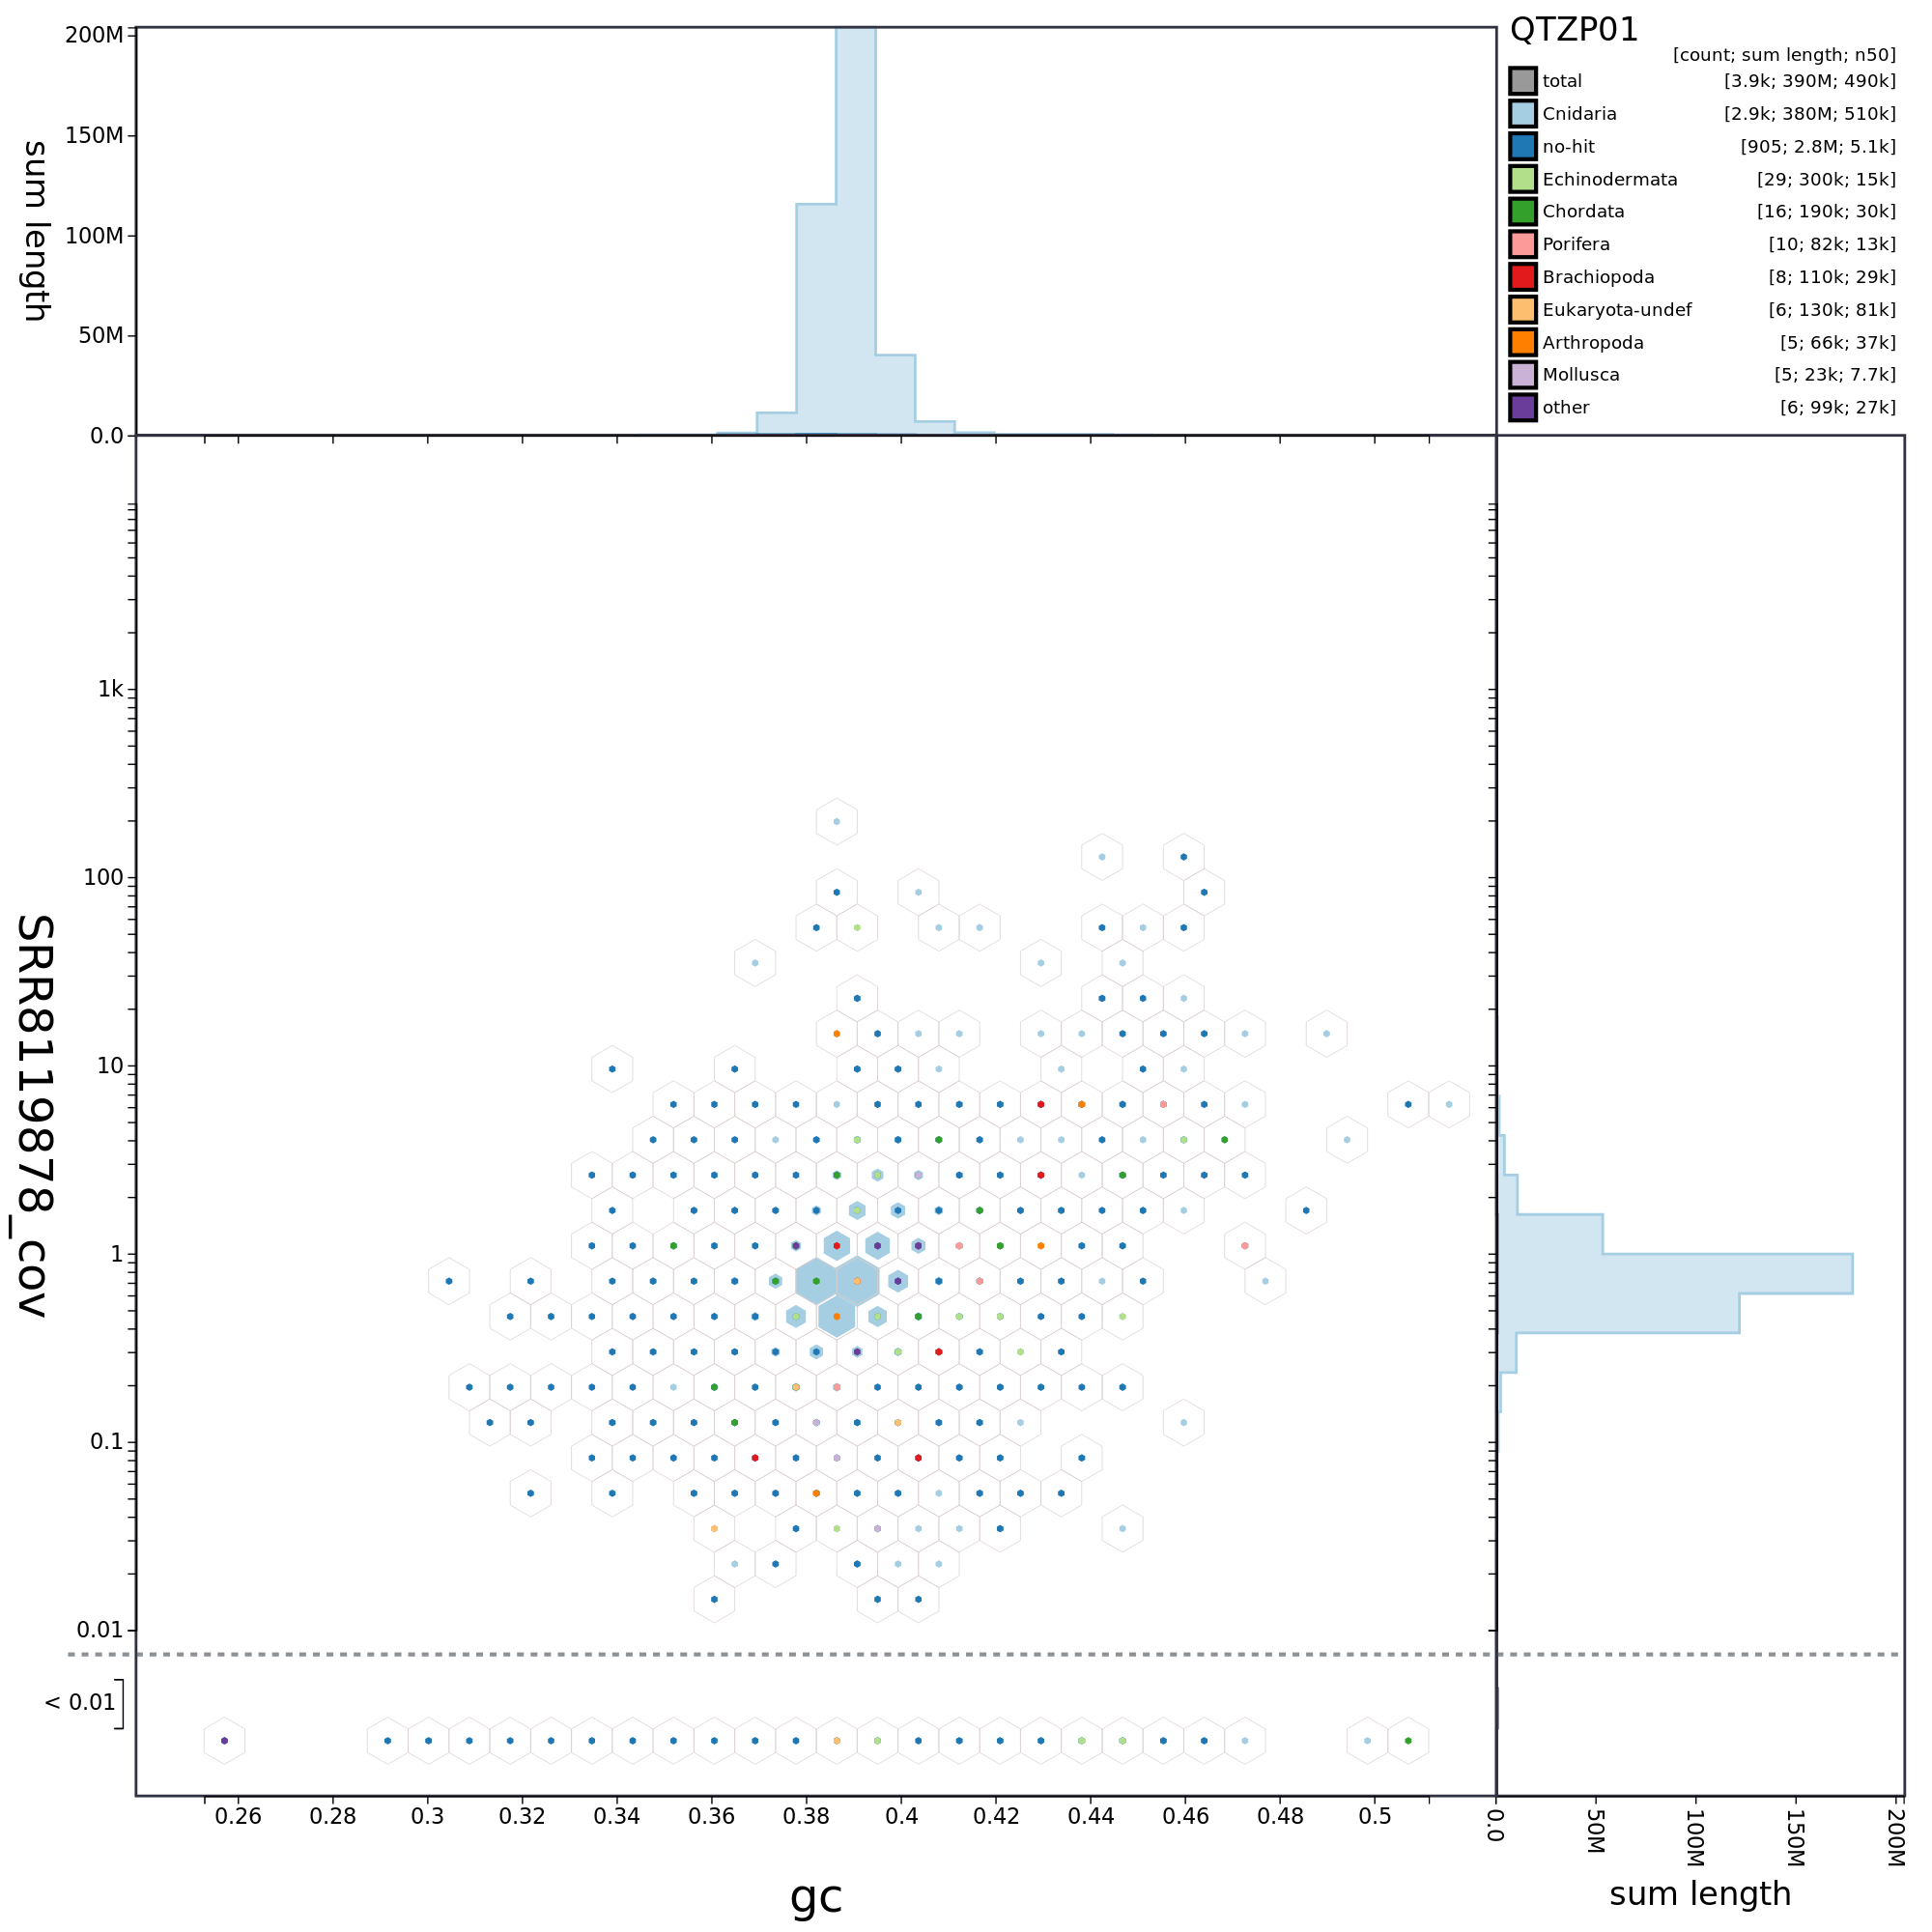 QTZP01
[count; sum length; n50]
total [3.9k; 390M; 490k]
Cnidaria [2.9k; 380M; 510k]
no-hit [905; 2.8M; 5.1k]
Echinodermata [29; 300k; 15k]
Chordata [16; 190k; 30k]
Porifera [10; 82k; 13k]
Brachiopoda [8; 110k; 29k]
Eukaryota-undef [6; 130k; 81k]
Arthropoda [5; 66k; 37k]
Mollusca [5; 23k; 7.7k]
other [6; 99k; 27k]
200M
150M
100M
50M
0.0
sum length
1k
100
10
1
0.1
0.01
< 0.01
SRR8119878_cov
0.26 0.28 0.3 0.32 0.34 0.36 0.38 0.4 0.42 0.44 0.46 0.48 0.5
gc
0.0 50M 100M 150M 200M
sum length